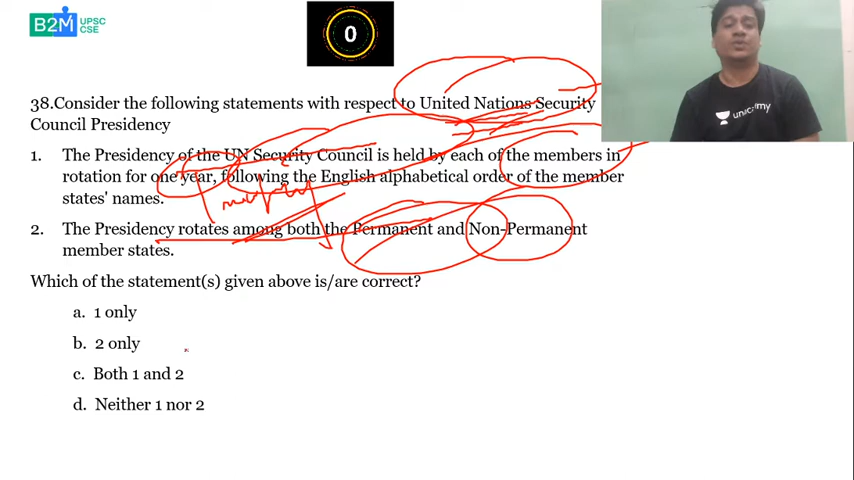 B2M UPSC CSE
0
unacademy
38.Consider the following statements with respect to United Nations Security
Council Presidency
1. The Presidency of the UN Security Council is held by each of the members in
rotation for one year, following the English alphabetical order of the member
states' names.
2. The Presidency rotates among both the Permanent and Non-Permanent
member states.
Which of the statement(s) given above is/are correct?
a. 1 only
b. 2 only
c. Both 1 and 2
d. Neither 1 nor 2